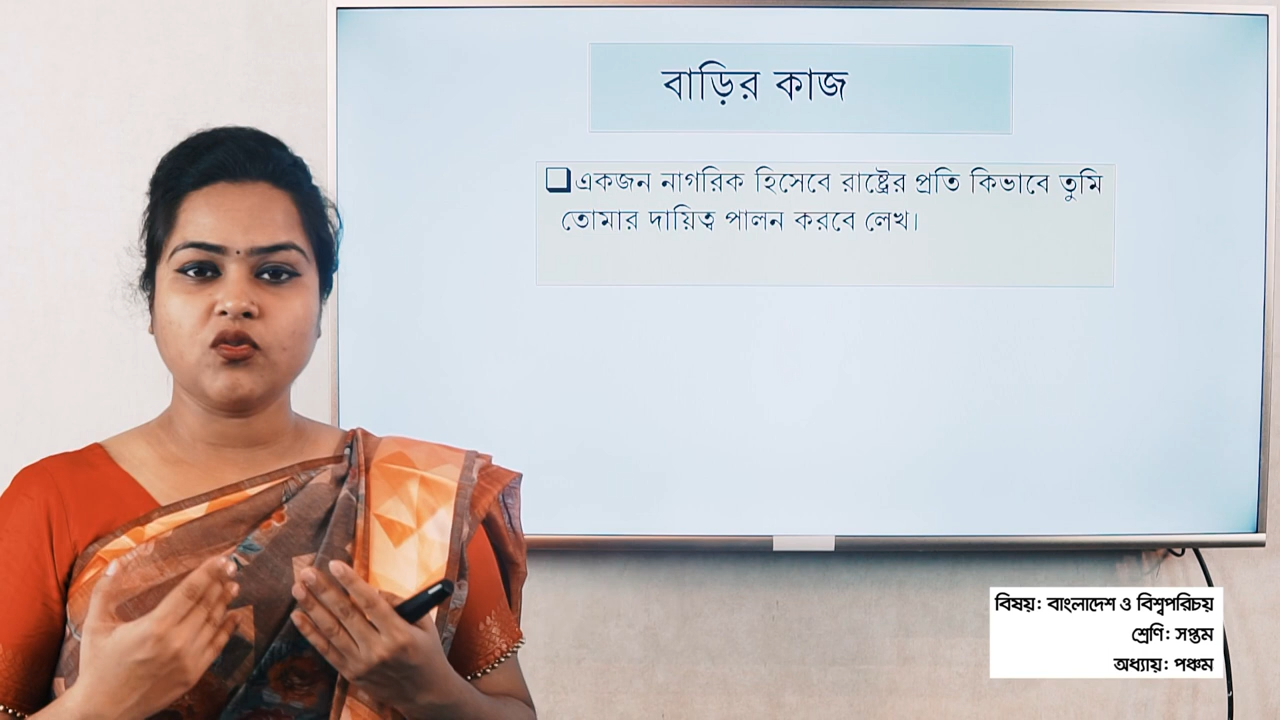 বাড়ির কাজ
❑একজন নাগরিক হিসেবে রাষ্ট্রের প্রতি কিভাবে তুমি
তোমার দায়িত্ব পালন করবে লেখ।
বিষয়: বাংলাদেশ ও বিশ্বপরিচয়
শ্রেণি: সপ্তম
অধ্যায়: পঞ্চম